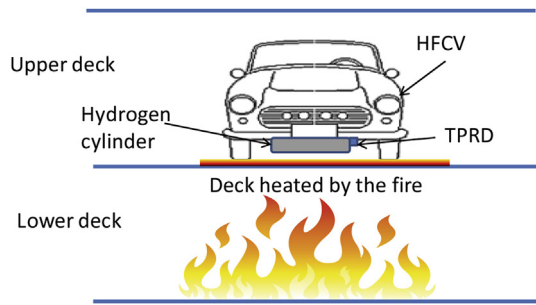 HFCV
Upper deck
Hydrogen
cylinder
TPRD
Deck heated by the fire
Lower deck